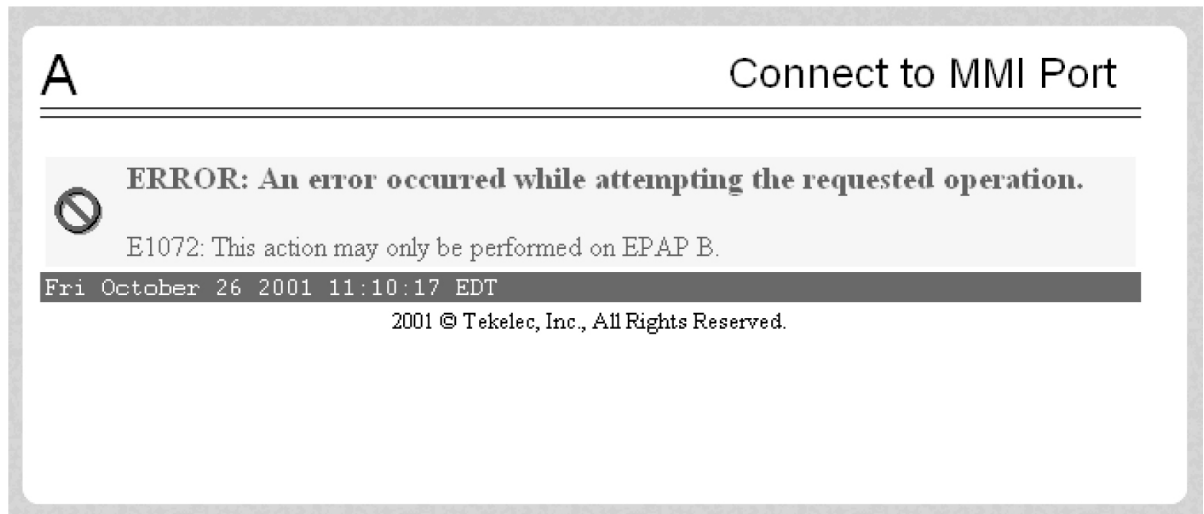 A
Connect to MMI Port
ERROR: An error occurred while attempting the requested operation.
E1072: This action may only be performed on EPAP B.
Fri October 26 2001 11:10:17 EDT
2001 © Tekelec, Inc., All Rights Reserved.